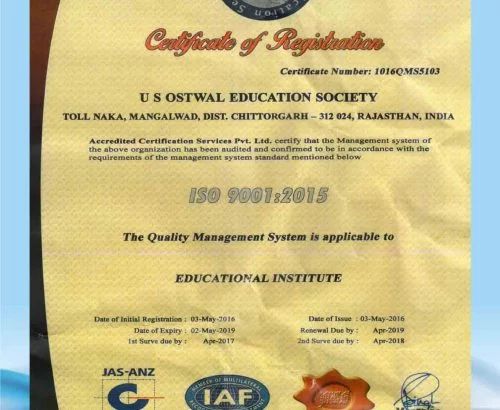 Certificate of Registration
Certificate Number: 1016QMS5103
U S OSTWAL EDUCATION SOCIETY
TOLL NAKA, MANGALWAD, DIST. CHITTORGARH – 312 024, RAJASTHAN, INDIA
Accredited Certification Services Pvt. Ltd. certify that the Management system of
the above organization has been audited and confirmed to be in accordance with the
requirements of the management system standard mentioned below
ISO 9001:2015
The Quality Management System is applicable to
EDUCATIONAL INSTITUTE
Date of Initial Registration : 03-May-2016 Date of Issue : 03-May-2016
Date of Expiry : 02-May-2019 Renewal Due by : Apr-2019
1st Surve due by : Apr-2017 2nd Surve due by : Apr-2018
JAS-ANZ
MEMBER OF MULTILATERAL
IAF